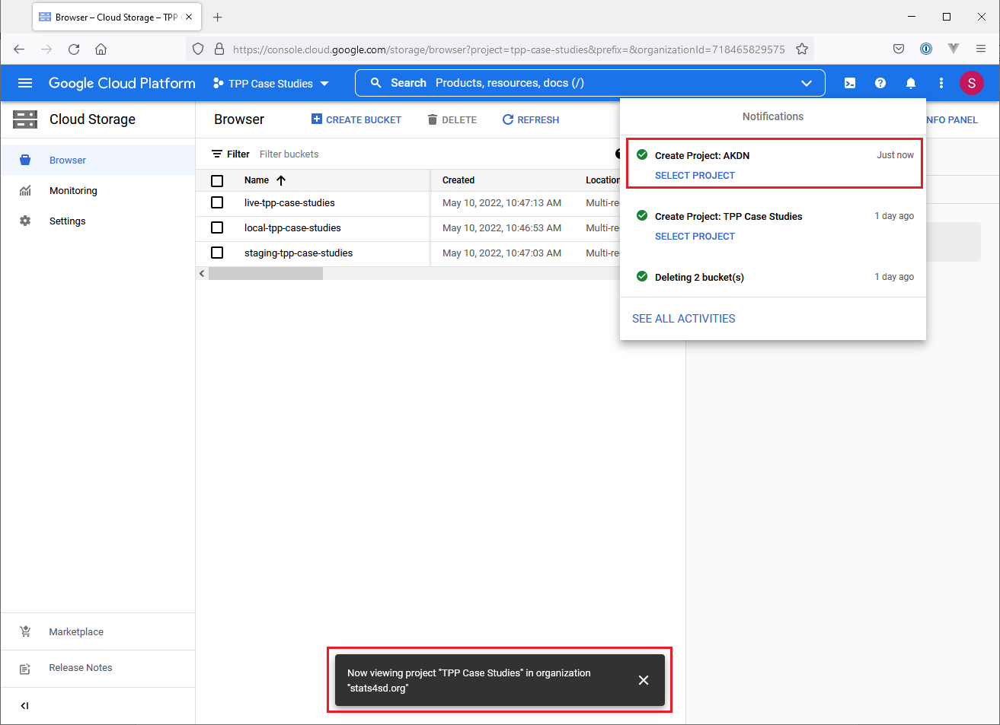 Browser – Cloud Storage – TPP
https://console.cloud.google.com/storage/browser?project=tpp-case-studies&prefix=&organizationId=718465829575
Google Cloud Platform
TPP Case Studies
Search Products, resources, docs (/)
S
Cloud Storage
Browser
CREATE BUCKET
DELETE
REFRESH
NFO PANEL
Notifications
Browser
Monitoring
Settings
Filter Filter buckets
Name Created Location
live-tpp-case-studies May 10, 2022, 10:47:13 AM Multi-re
local-tpp-case-studies May 10, 2022, 10:46:53 AM Multi-re
staging-tpp-case-studies May 10, 2022, 10:47:03 AM Multi-re
Create Project: AKDN Just now
SELECT PROJECT
Create Project: TPP Case Studies 1 day ago
SELECT PROJECT
Deleting 2 bucket(s) 1 day ago
SEE ALL ACTIVITIES
Marketplace
Release Notes
Now viewing project "TPP Case Studies" in organization
"stats4sd.org"